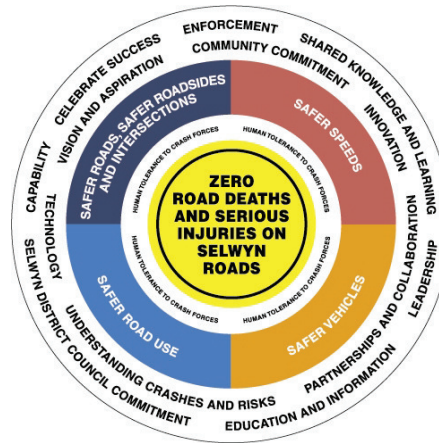 ENFORCEMENT
SHARED KNOWLEDGE AND LEARNING
LEADERSHIP
EDUCATION AND INFORMATION
SELWYN DISTRICT COUNCIL COMMITMENT
CAPABILITY
CELEBRATE SUCCESS
COMMUNITY COMMITMENT
INNOVATION
PARTNERSHIPS AND COLLABORATION
UNDERSTANDING CRASHES AND RISKS
TECHNOLOGY
VISION AND ASPIRATION
SAFER ROADS, SAFER ROADSIDES
AND INTERSECTIONS
SAFER SPEEDS
SAFER VEHICLES
SAFER ROAD USE
HUMAN TOLERANCE TO CRASH FORCES
HUMAN TOLERANCE TO CRASH FORCES
HUMAN TOLERANCE TO CRASH FORCES
HUMAN TOLERANCE TO CRASH FORCES
ZERO
ROAD DEATHS
AND SERIOUS
INJURIES ON
SELWYN
ROADS